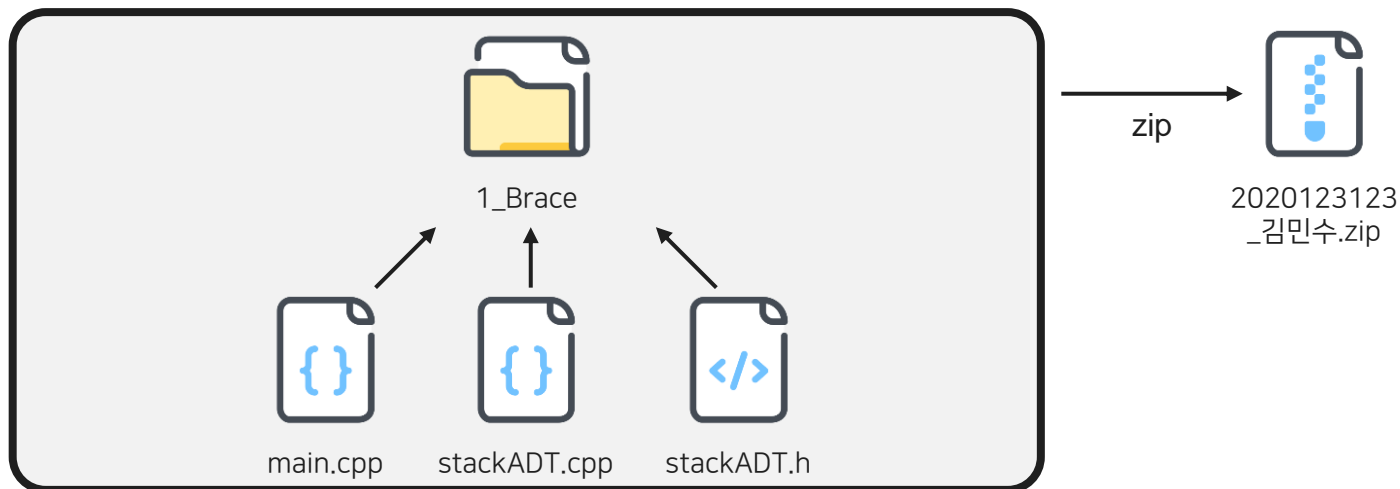 1_Brace
main.cpp
stackADT.cpp
stackADT.h
zip
2020123123
_김민수.zip